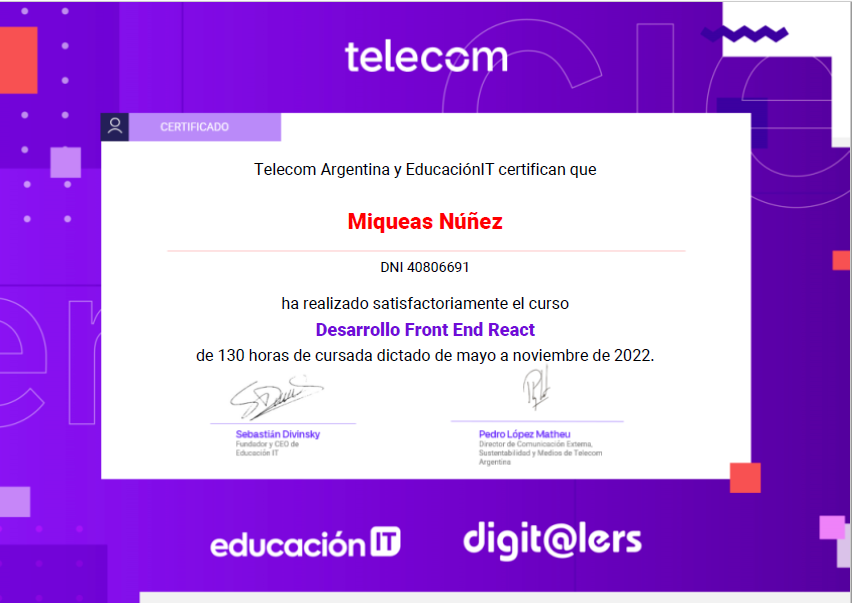 telecom
CERTIFICADO
Telecom Argentina y EducaciónIT certifican que
Miqueas Núñez
DNI 40806691
ha realizado satisfactoriamente el curso
Desarrollo Front End React
de 130 horas de cursada dictado de mayo a noviembre de 2022.
Sebastián Divinsky
Fundador y CEO de
Educación IT
Pedro López Matheu
Director de Comunicación Externa,
Sustentabilidad y Medios de Telecom
Argentina
educación IT
digit@lers